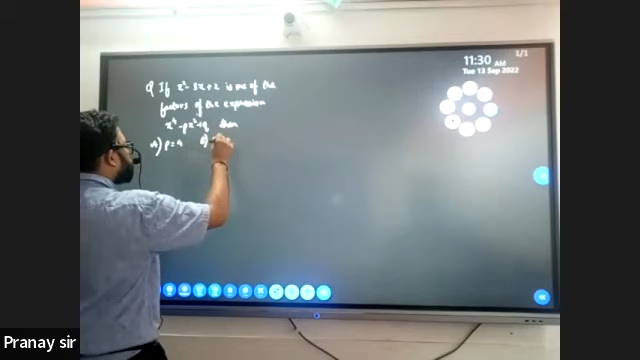 11:30 AM
Tue 13 Sep 2022
1/1
Q) If x²-3x+2 is one of the
factors of the expression
x⁴-px²+q then
A) p=4 B)
Pranay sir